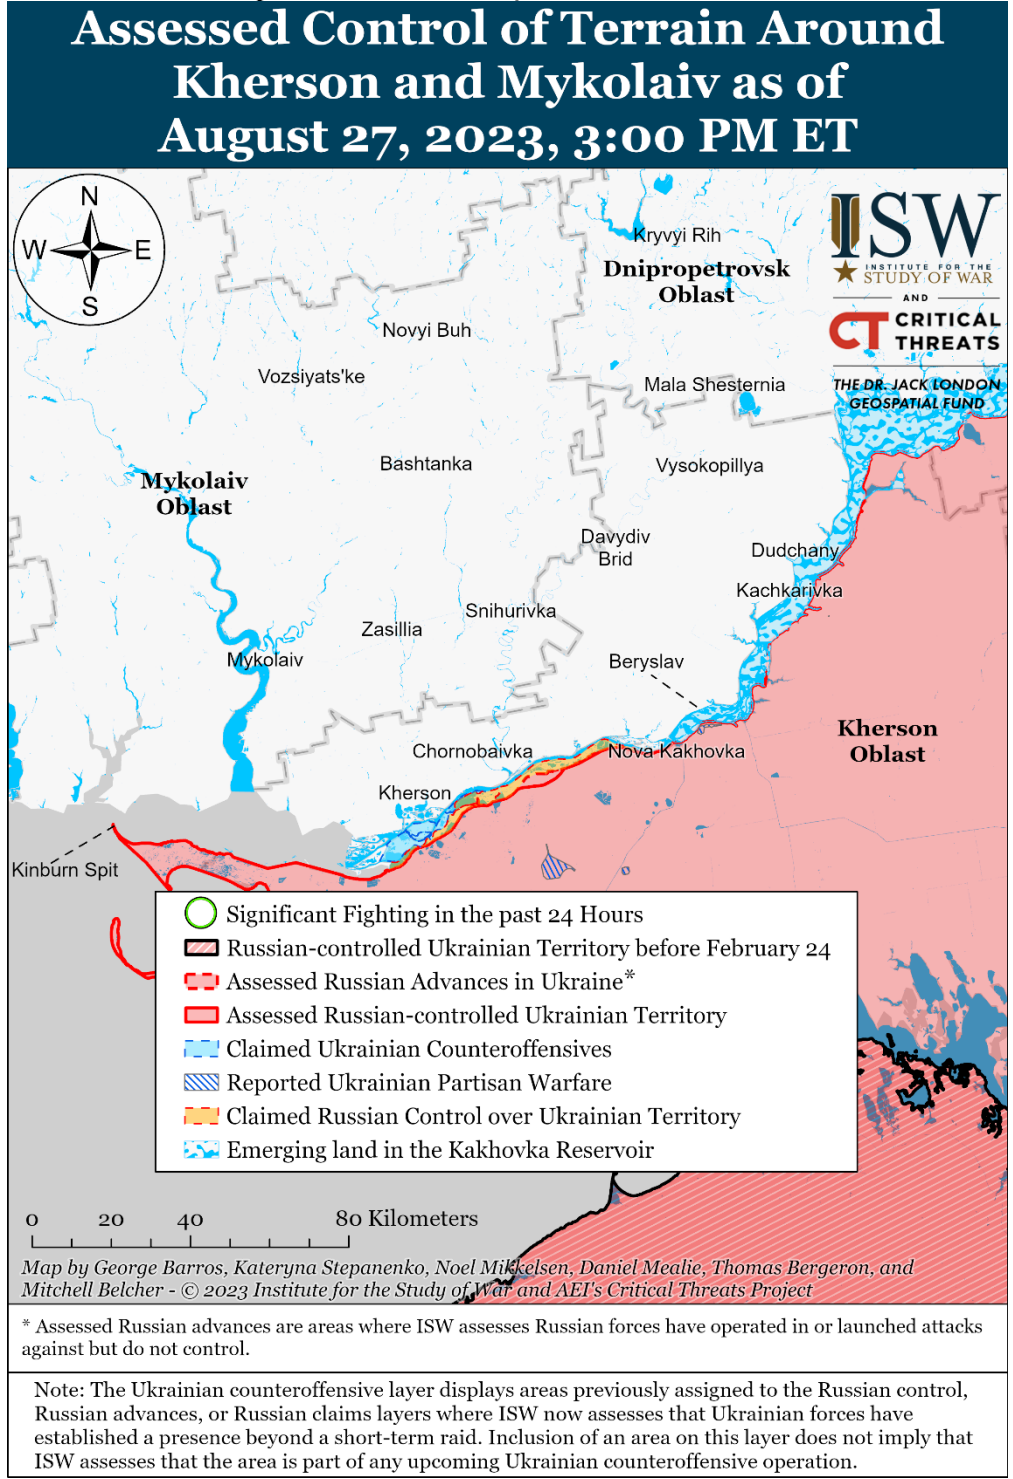 Assessed Control of Terrain Around
Kherson and Mykolaiv as of
August 27, 2023, 3:00 PM ET
N
W E
S
ISW
INSTITUTE FOR THE
STUDY OF WAR
AND
CT CRITICAL
THREATS
THE DR. JACK LONDON
GEOSPATIAL FUND
Kryvyi Rih
Dnipropetrovsk
Oblast
Novyi Buh
Vozsiyats'ke
Mala Shesternia
Bashtanka
Vysokopillya
Mykolaiv
Oblast
Davydiv
Brid
Dudchany
Kachkarivka
Snihurivka
Zasillia
Mykolaiv
Beryslav
Kherson
Oblast
Chornobaivka
Nova Kakhovka
Kherson
Kinburn Spit
Significant Fighting in the past 24 Hours
Russian-controlled Ukrainian Territory before February 24
Assessed Russian Advances in Ukraine*
Assessed Russian-controlled Ukrainian Territory
Claimed Ukrainian Counteroffensives
Reported Ukrainian Partisan Warfare
Claimed Russian Control over Ukrainian Territory
Emerging land in the Kakhovka Reservoir
0 20 40 80 Kilometers
Map by George Barros, Kateryna Stepanenko, Noel Mikkelsen, Daniel Mealie, Thomas Bergeron, and
Mitchell Belcher - © 2023 Institute for the Study of War and AEI's Critical Threats Project
* Assessed Russian advances are areas where ISW assesses Russian forces have operated in or launched attacks
against but do not control.
Note: The Ukrainian counteroffensive layer displays areas previously assigned to the Russian control,
Russian advances, or Russian claims layers where ISW now assesses that Ukrainian forces have
established a presence beyond a short-term raid. Inclusion of an area on this layer does not imply that
ISW assesses that the area is part of any upcoming Ukrainian counteroffensive operation.